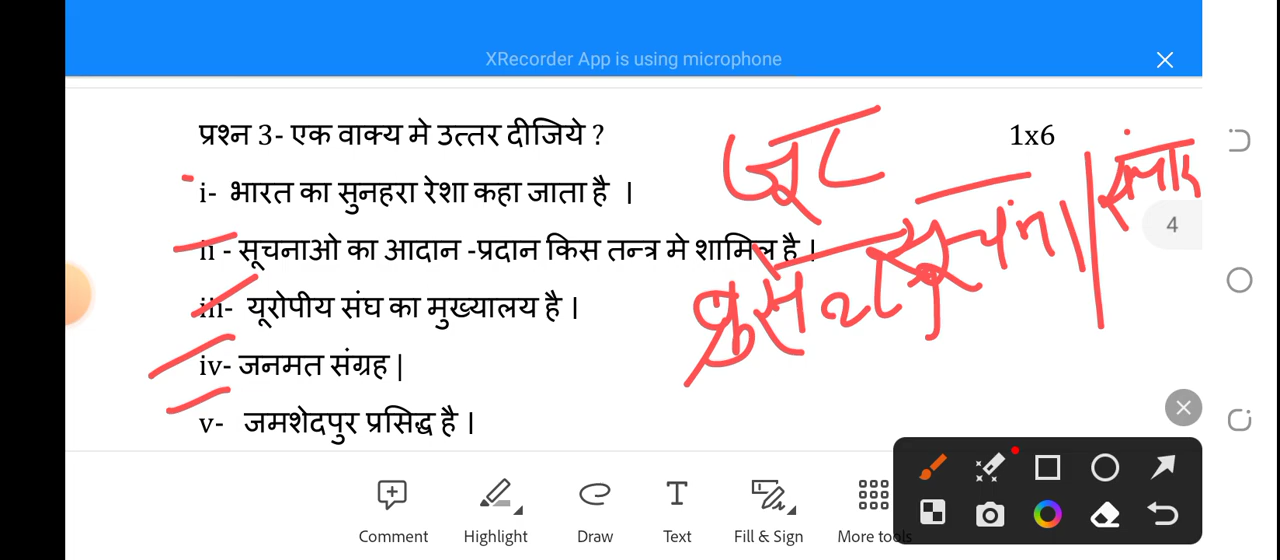 XRecorder App is using microphone
प्रश्न 3- एक वाक्य मे उत्तर दीजिये ? 1x6
जूट
i- भारत का सुनहरा रेशा कहा जाता है |
ii - सूचनाओ का आदान -प्रदान किस तन्त्र मे शामिल है |
iii- यूरोपीय संघ का मुख्यालय है |
iv- जनमत संग्रह |
v- जमशेदपुर प्रसिद्ध है |
4
Comment Highlight Draw Text Fill & Sign More tools